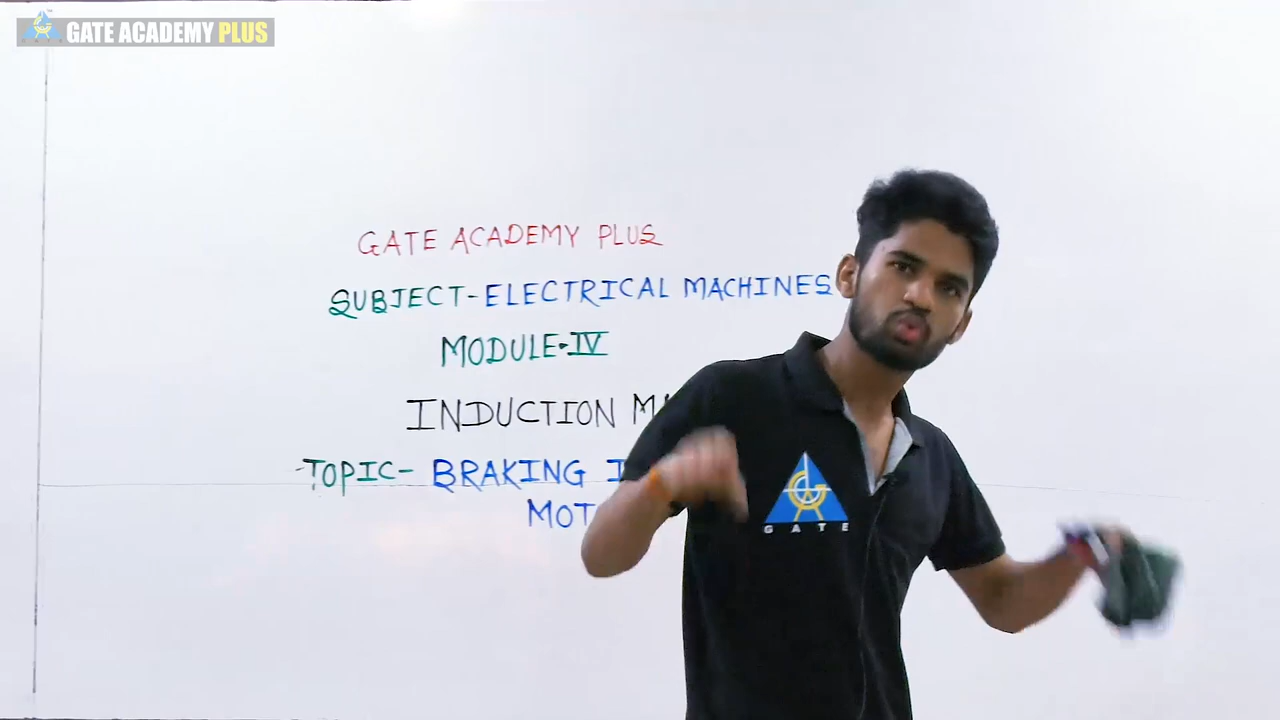 GATE ACADEMY PLUS
GATE ACADEMY PLUS
SUBJECT-ELECTRICAL MACHINES
MODULE-IV
INDUCTION
TOPIC- BRAKING
GATE